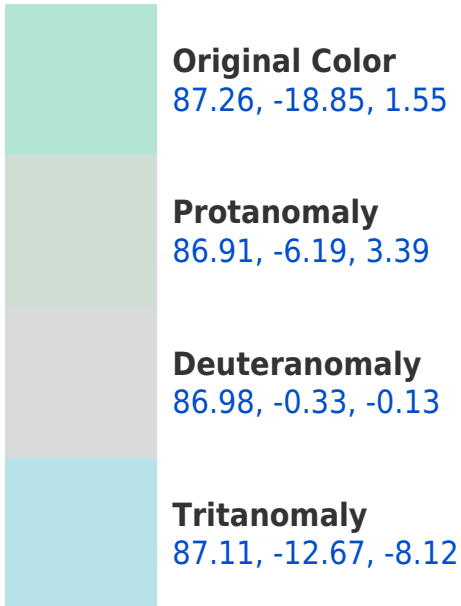 Original Color
87.26, -18.85, 1.55
Protanomaly
86.91, -6.19, 3.39
Deuteranomaly
86.98, -0.33, -0.13
Tritanomaly
87.11, -12.67, -8.12